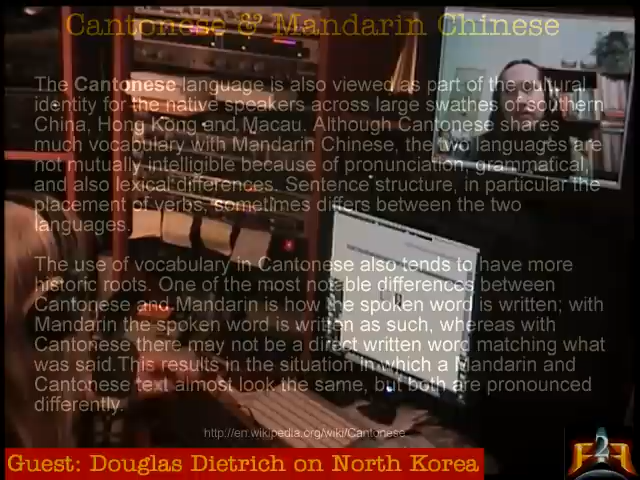 Cantonese & Mandarin Chinese
The Cantonese language is also viewed as part of the cultural
identity for the native speakers across large swathes of southern
China, Hong Kong and Macau. Although Cantonese shares
much vocabulary with Mandarin Chinese, the two languages are
not mutually intelligible because of pronunciation, grammatical,
and also lexical differences. Sentence structure, in particular the
placement of verbs, sometimes differs between the two
languages.
The use of vocabulary in Cantonese also tends to have more
historic roots. One of the most notable differences between
Cantonese and Mandarin is how the spoken word is written; with
Mandarin the spoken word is written as such, whereas with
Cantonese there may not be a direct written word matching what
was said.This results in the situation in which a Mandarin and
Cantonese text almost look the same, but both are pronounced
differently.
http://en.wikipedia.org/wiki/Cantonese
Guest: Douglas Dietrich on North Korea
F2F